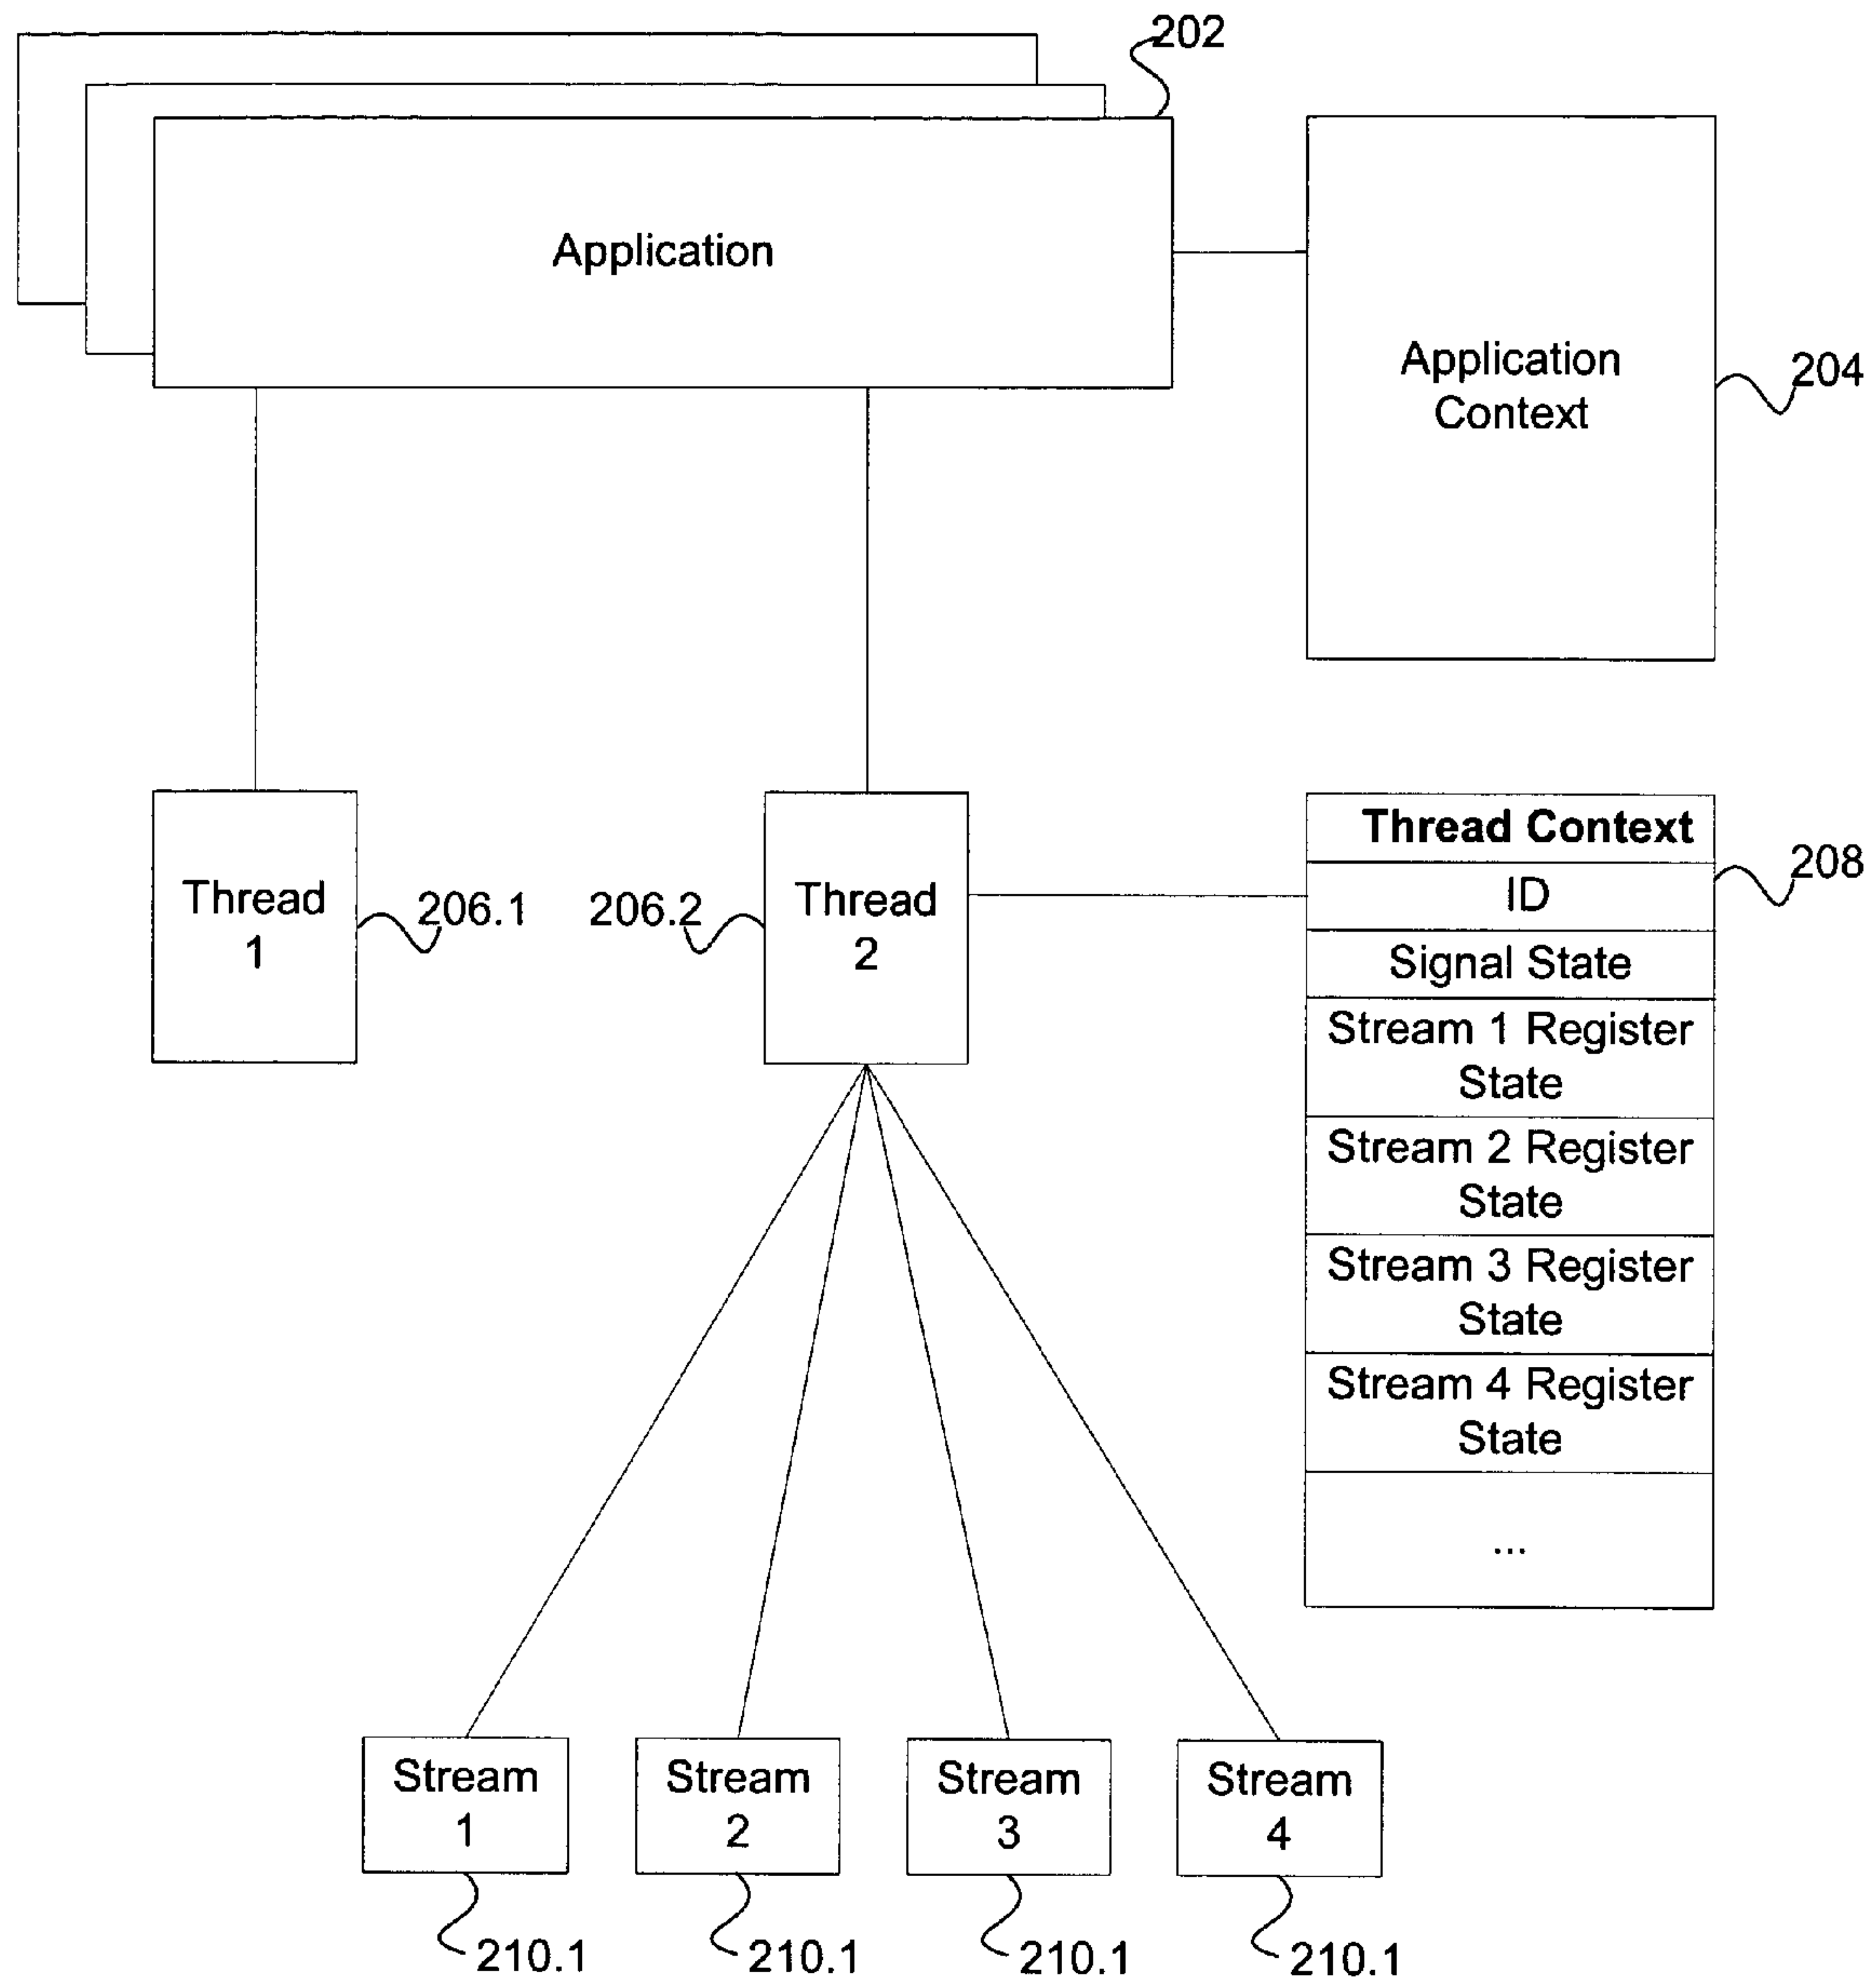 202
Application
Application
Context
204
Thread
1
206.1
206.2
Thread
2
Thread Context
ID
208
Signal State
Stream 1 Register
State
Stream 2 Register
State
Stream 3 Register
State
Stream 4 Register
State
...
Stream
1
Stream
2
Stream
3
Stream
4
210.1
210.1
210.1
210.1